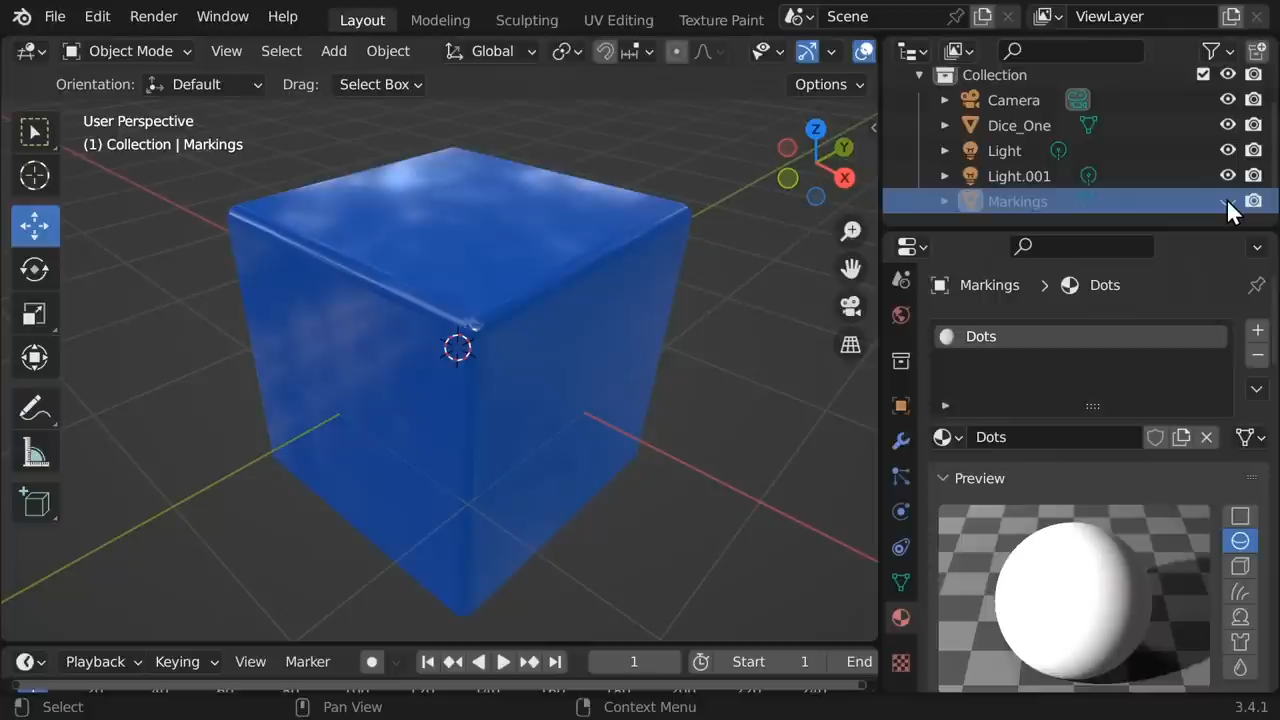 File Edit Render Window Help Layout Modeling Sculpting UV Editing Texture Paint Scene ViewLayer
Object Mode View Select Add Object Global
Orientation: Default Drag: Select Box Options
User Perspective
(1) Collection | Markings
Z
Y
X
Collection
Camera
Dice_One
Light
Light.001
Markings
Markings > Dots
Dots
Dots
Preview
Playback Keying View Marker 1 Start 1 End
Select Pan View Context Menu 3.4.1